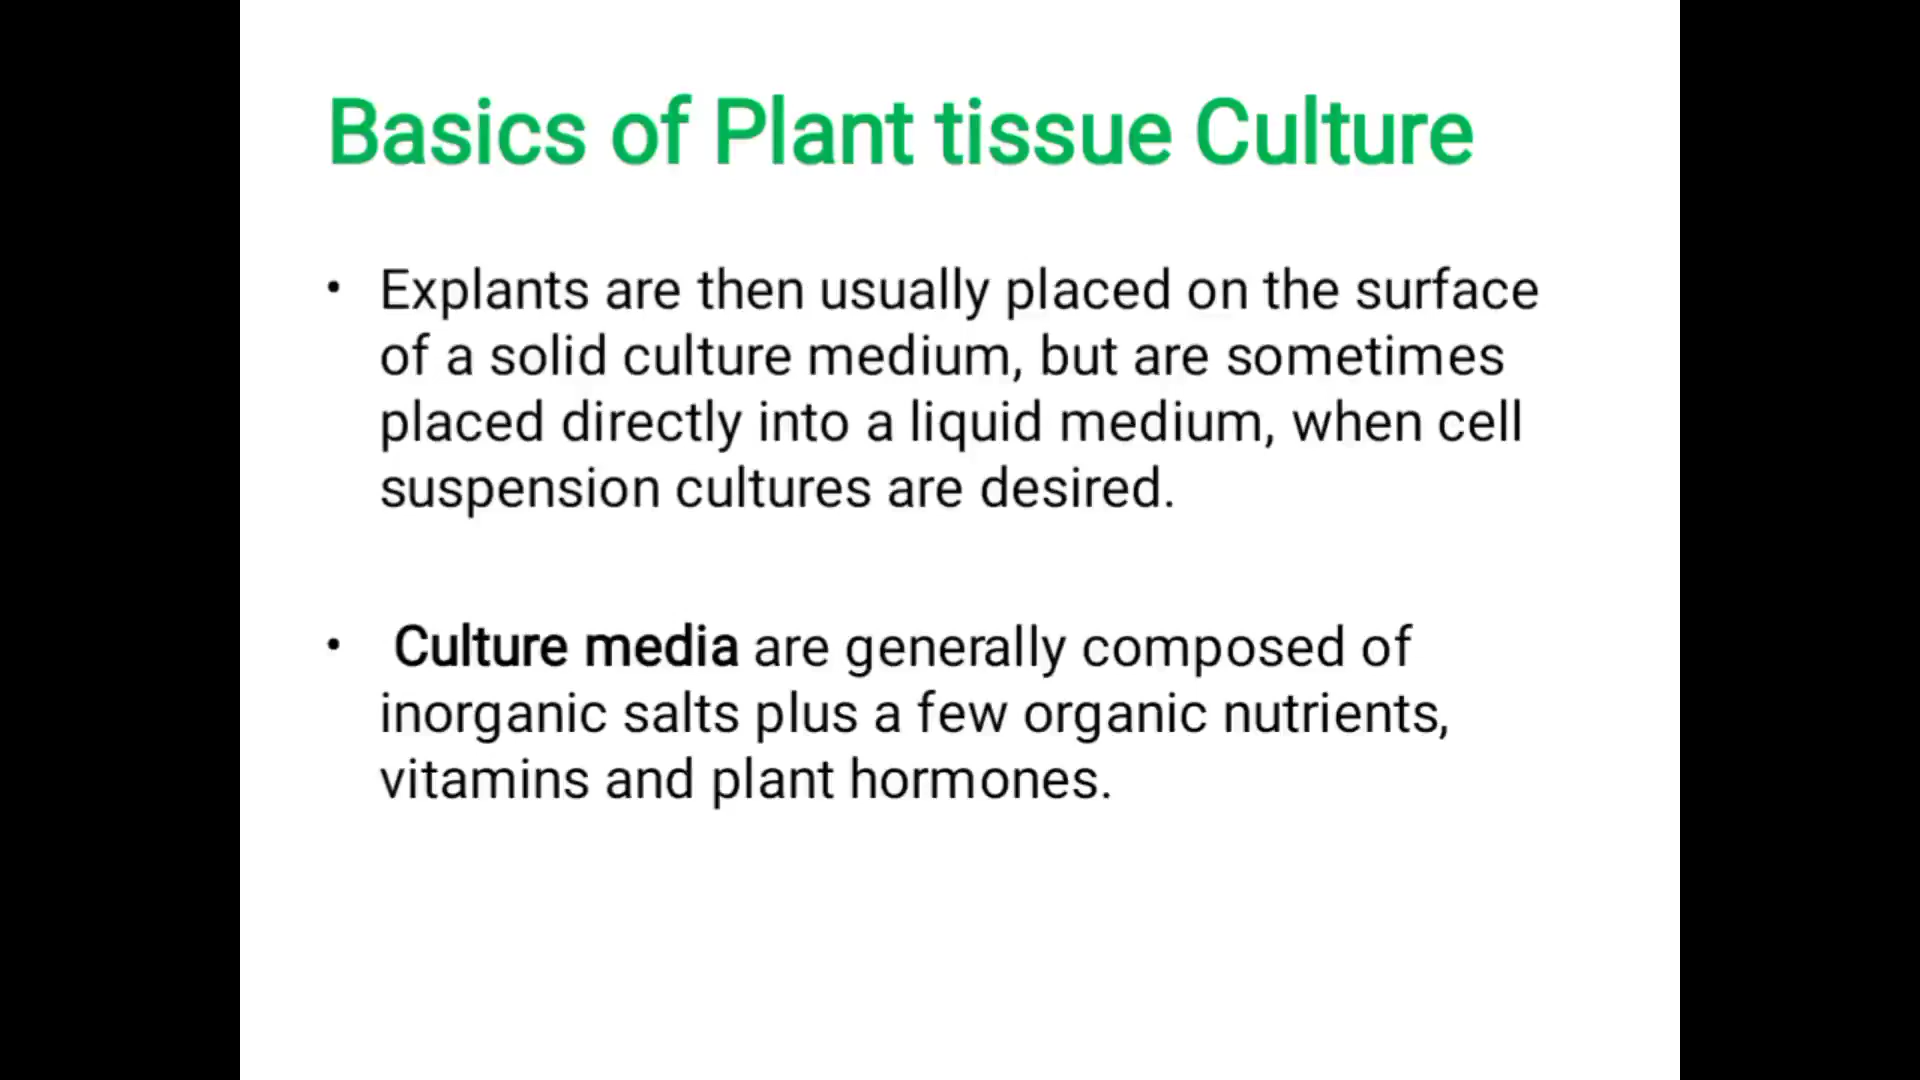 Basics of Plant tissue Culture
• Explants are then usually placed on the surface
of a solid culture medium, but are sometimes
placed directly into a liquid medium, when cell
suspension cultures are desired.
• Culture media are generally composed of
inorganic salts plus a few organic nutrients,
vitamins and plant hormones.